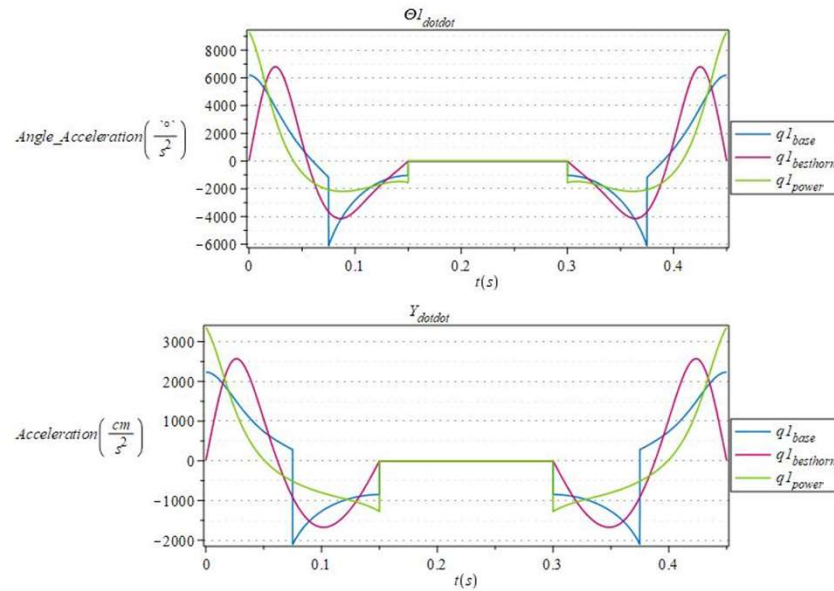 Θ1dotdot
8000
6000
4000
2000
0
−2000
−4000
−6000
Angle_Acceleration(°/s²)
q1base
q1besthorn
q1power
0 0.1 0.2 0.3 0.4
t(s)
Ydotdot
3000
2000
1000
0
−1000
−2000
Acceleration(cm/s²)
q1base
q1besthorn
q1power
0 0.1 0.2 0.3 0.4
t(s)